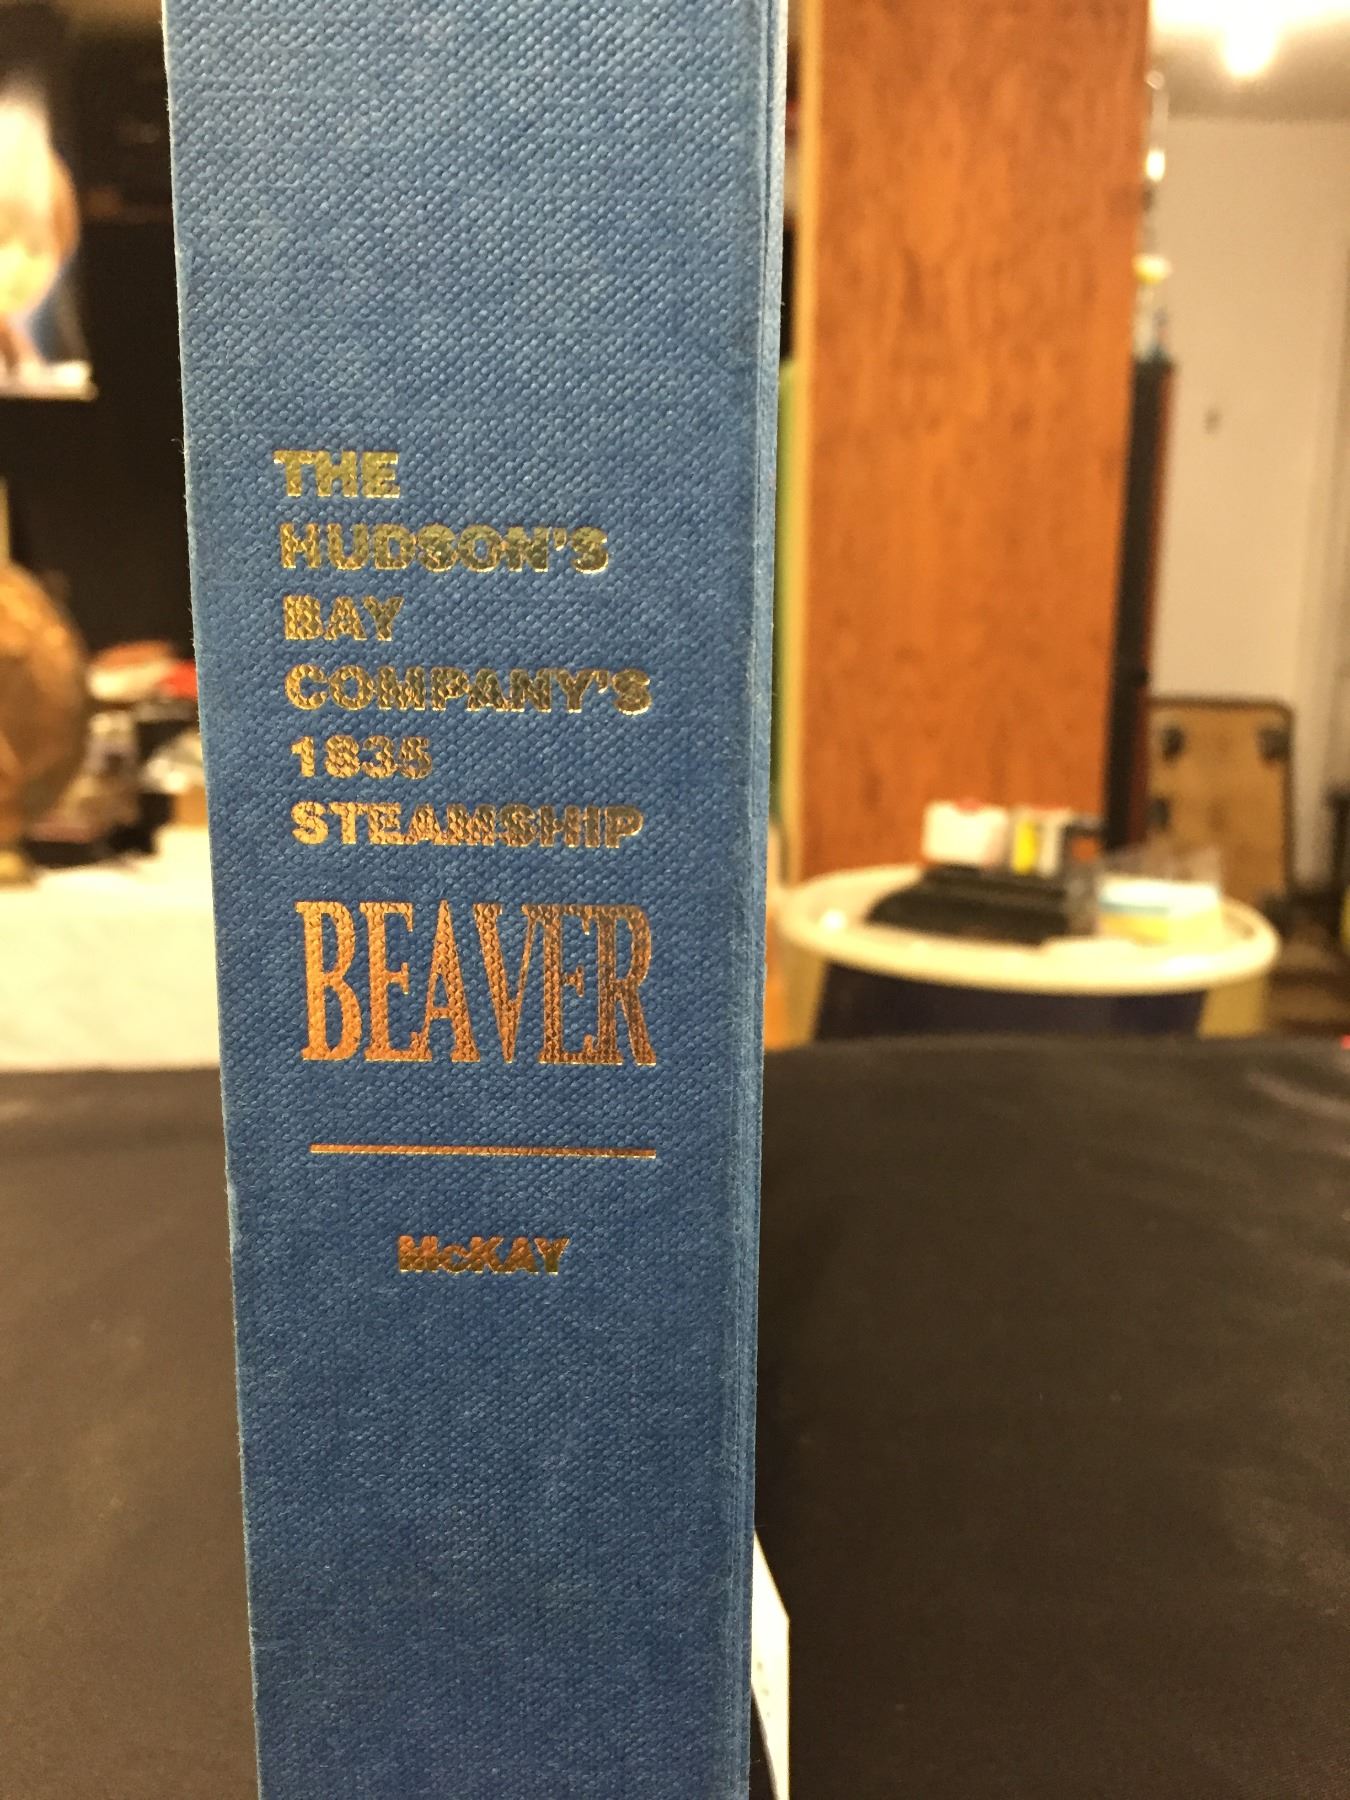 THE
HUDSON'S
BAY
COMPANY'S
1835
STEAMSHIP
BEAVER
McKAY